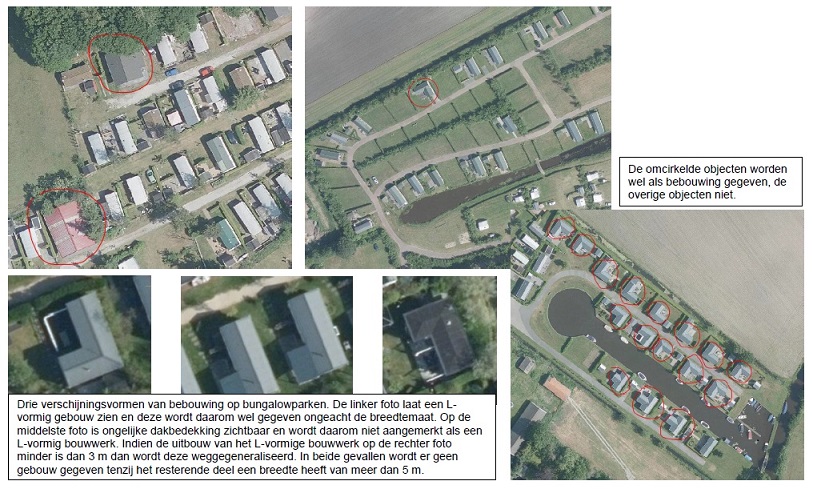 De omcirkelde objecten worden
wel als bebouwing gegeven, de
overige objecten niet.
Drie verschijningsvormen van bebouwing op bungalowparken. De linker foto laat een L-
vormig gebouw zien en deze wordt daarom wel gegeven ongeacht de breedtemaat. Op de
middelste foto is ongelijke dakbedekking zichtbaar en wordt daarom niet aangemerkt als een
L-vormig bouwwerk. Indien de uitbouw van het L-vormige bouwwerk op de rechter foto
minder is dan 3 m dan wordt deze weggegeneraliseerd. In beide gevallen wordt er geen
gebouw gegeven tenzij het resterende deel een breedte heeft van meer dan 5 m.